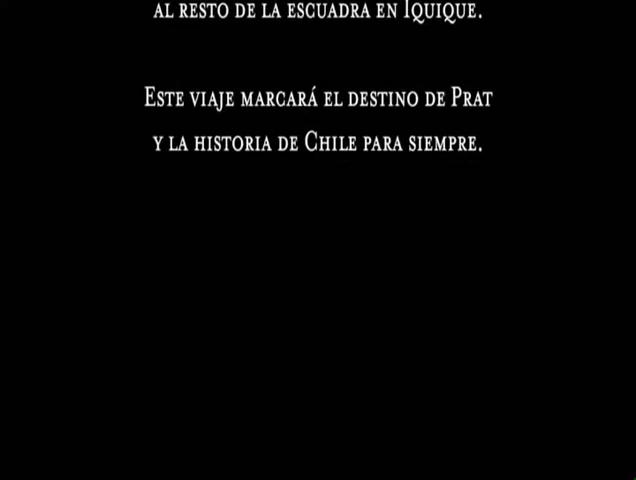 AL RESTO DE LA ESCUADRA EN IQUIQUE.
ESTE VIAJE MARCARÁ EL DESTINO DE PRAT
Y LA HISTORIA DE CHILE PARA SIEMPRE.